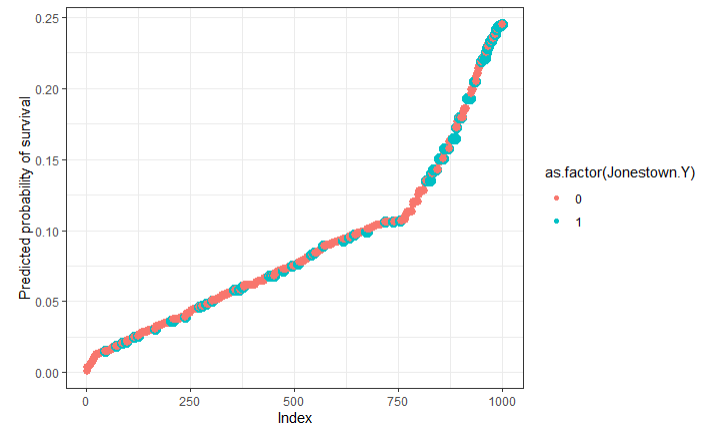 Predicted probability of survival
0.25
0.20
0.15
0.10
0.05
0.00
0 250 500 750 1000
Index
as.factor(Jonestown.Y)
0
1